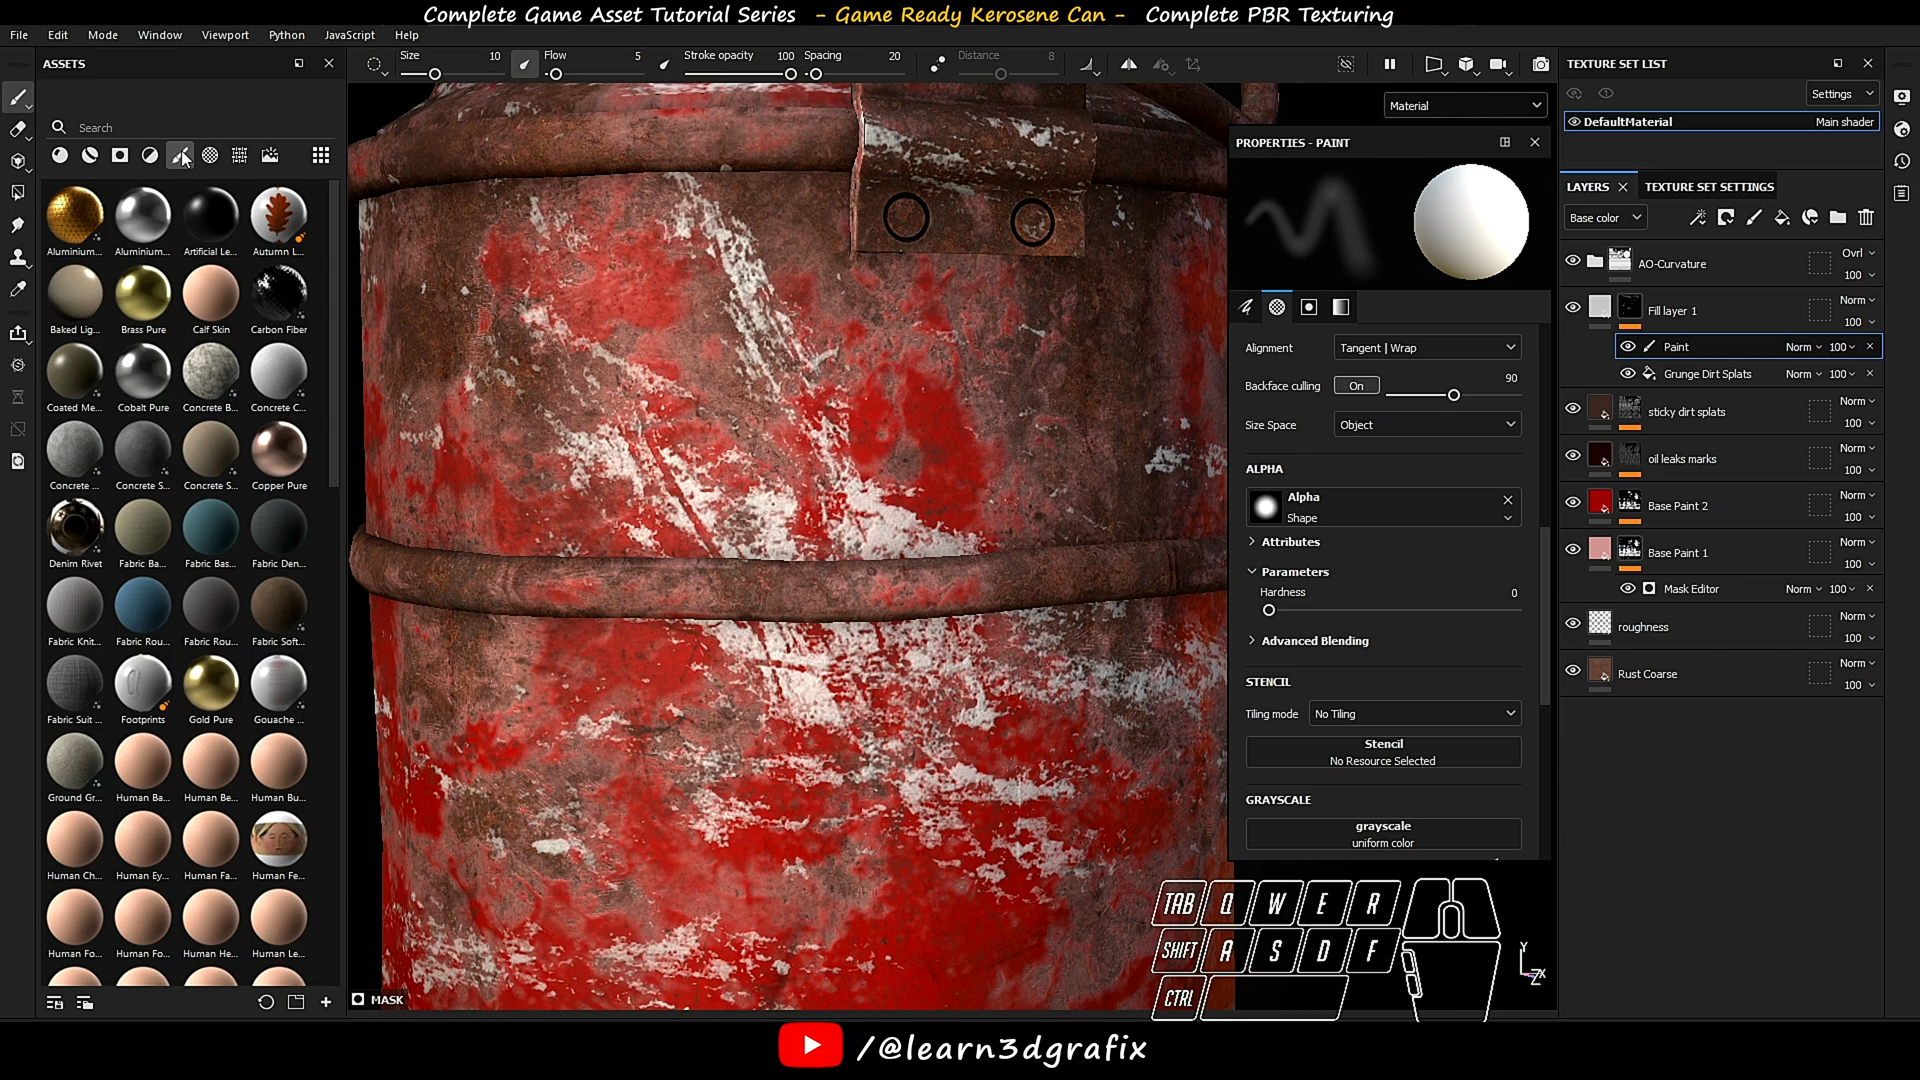 Complete Game Asset Tutorial Series - Game Ready Kerosene Can - Complete PBR Texturing
File Edit Mode Window Viewport Python JavaScript Help
ASSETS
Search
Aluminium... Aluminium... Artificial Le... Autumn L...
Baked Lig... Brass Pure Calf Skin Carbon Fiber
Coated Me... Cobalt Pure Concrete B... Concrete C...
Concrete ... Concrete S... Concrete S... Copper Pure
Denim Rivet Fabric Ba... Fabric Bas... Fabric Den...
Fabric Knit... Fabric Rou... Fabric Rou... Fabric Soft...
Fabric Suit ... Footprints Gold Pure Gouache ...
Ground Gr... Human Ba... Human Be... Human Bu...
Human Ch... Human Ey... Human Fa... Human Fe...
Human Fo... Human Fo... Human He... Human Le...
Size 10 Flow 5 Stroke opacity 100 Spacing 20 Distance 8
Material
MASK
PROPERTIES - PAINT
Alignment Tangent | Wrap
Backface culling On 90
Size Space Object
ALPHA
Alpha
Shape
Attributes
Parameters
Hardness 0
Advanced Blending
STENCIL
Tiling mode No Tiling
Stencil
No Resource Selected
GRAYSCALE
grayscale
uniform color
TEXTURE SET LIST
Settings
DefaultMaterial Main shader
LAYERS TEXTURE SET SETTINGS
Base color
AO-Curvature Ovrl
100
Fill layer 1 Norm
100
Paint Norm 100
Grunge Dirt Splats Norm 100
sticky dirt splats Norm
100
oil leaks marks Norm
100
Base Paint 2 Norm
100
Base Paint 1 Norm
100
Mask Editor Norm 100
roughness Norm
100
Rust Coarse Norm
100
TAB Q W E R
SHIFT A S D F
CTRL
Y
Z X
/@learn3dgrafix